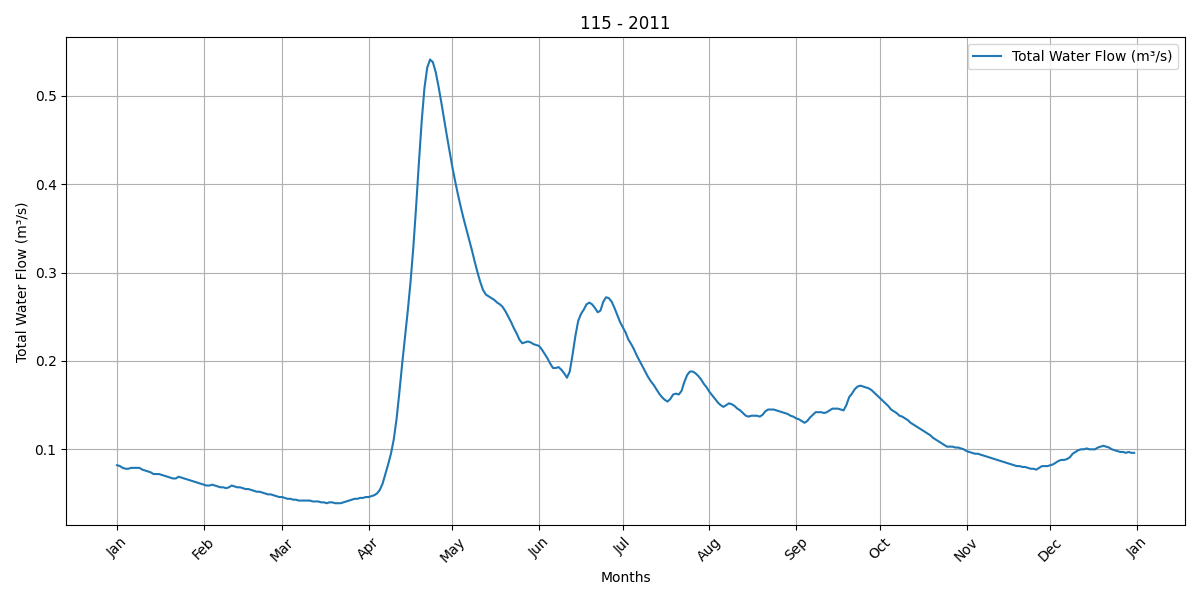 115 - 2011
Total Water Flow (m³/s)
Total Water Flow (m³/s)
0.5
0.4
0.3
0.2
0.1
Jan Feb Mar Apr May Jun Jul Aug Sep Oct Nov Dec Jan
Months